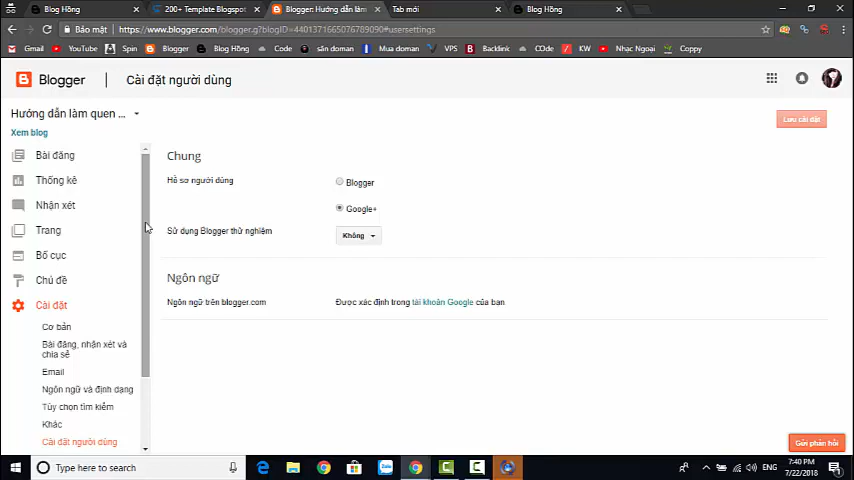 Blog Hồng
200+ Template Blogspot
Blogger: Hướng dẫn làm
Tab mới
Blog Hồng
Bảo mật
https://www.blogger.com/blogger.g?blogID=4401371665076789090#usersettings
Gmail
YouTube
Spin
Blogger
Blog Hồng
Code
săn domain
Mua domain
VPS
Backlink
COde
KW
Nhạc Ngoại
Coppy
Blogger
Cài đặt người dùng
Hướng dẫn làm quen ...
Lưu cài đặt
Xem blog
Bài đăng
Thống kê
Nhận xét
Trang
Bố cục
Chủ đề
Cài đặt
Cơ bản
Bài đăng, nhận xét và
chia sẻ
Email
Ngôn ngữ và định dạng
Tùy chọn tìm kiếm
Khác
Cài đặt người dùng
Chung
Hồ sơ người dùng
Blogger
Google+
Sử dụng Blogger thử nghiệm
Không
Ngôn ngữ
Ngôn ngữ trên blogger.com
Được xác định trong tài khoản Google của bạn
Gửi phản hồi
Type here to search
Zalo
ENG
7:40 PM
7/22/2018